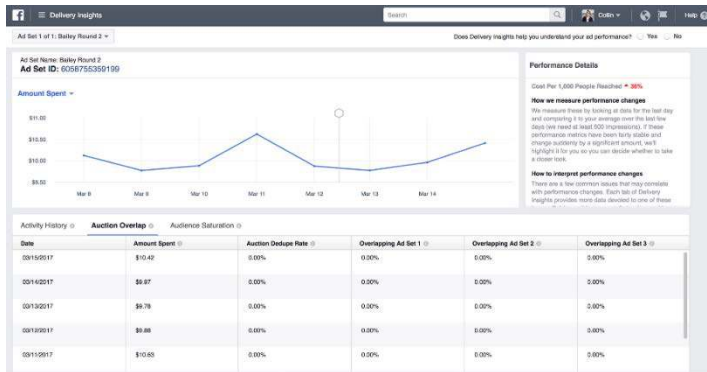 Delivery Insights
Search
Collin
Help
Ad Set 1 of 1: Bailey Round 2
Does Delivery Insights help you understand your ad performance? Yes No
Ad Set Name: Bailey Round 2
Ad Set ID: 6058755359199
Amount Spent
$11.00
$10.50
$10.00
$9.50
Mar 8
Mar 9
Mar 10
Mar 11
Mar 12
Mar 13
Mar 14
Performance Details
Cost Per 1,000 People Reached 36%
How we measure performance changes
We measure these by looking at data for the last day
and comparing it to your average over the last few
days (we need at least 500 impressions). If these
performance metrics have been fairly stable and
change suddenly by a significant amount, we'll
highlight it for you so you can decide whether to take
a closer look.
How to interpret performance changes
There are a few common issues that may correlate
with performance changes. Each tab of Delivery
Insights provides more data devoted to one of these
Activity History Auction Overlap Audience Saturation
Date Amount Spent Auction Dedupe Rate Overlapping Ad Set 1 Overlapping Ad Set 2 Overlapping Ad Set 3
03/15/2017 $10.42 0.00% 0.00% 0.00% 0.00%
03/14/2017 $9.97 0.00% 0.00% 0.00% 0.00%
03/13/2017 $9.78 0.00% 0.00% 0.00% 0.00%
03/12/2017 $9.88 0.00% 0.00% 0.00% 0.00%
03/11/2017 $10.63 0.00% 0.00% 0.00% 0.00%